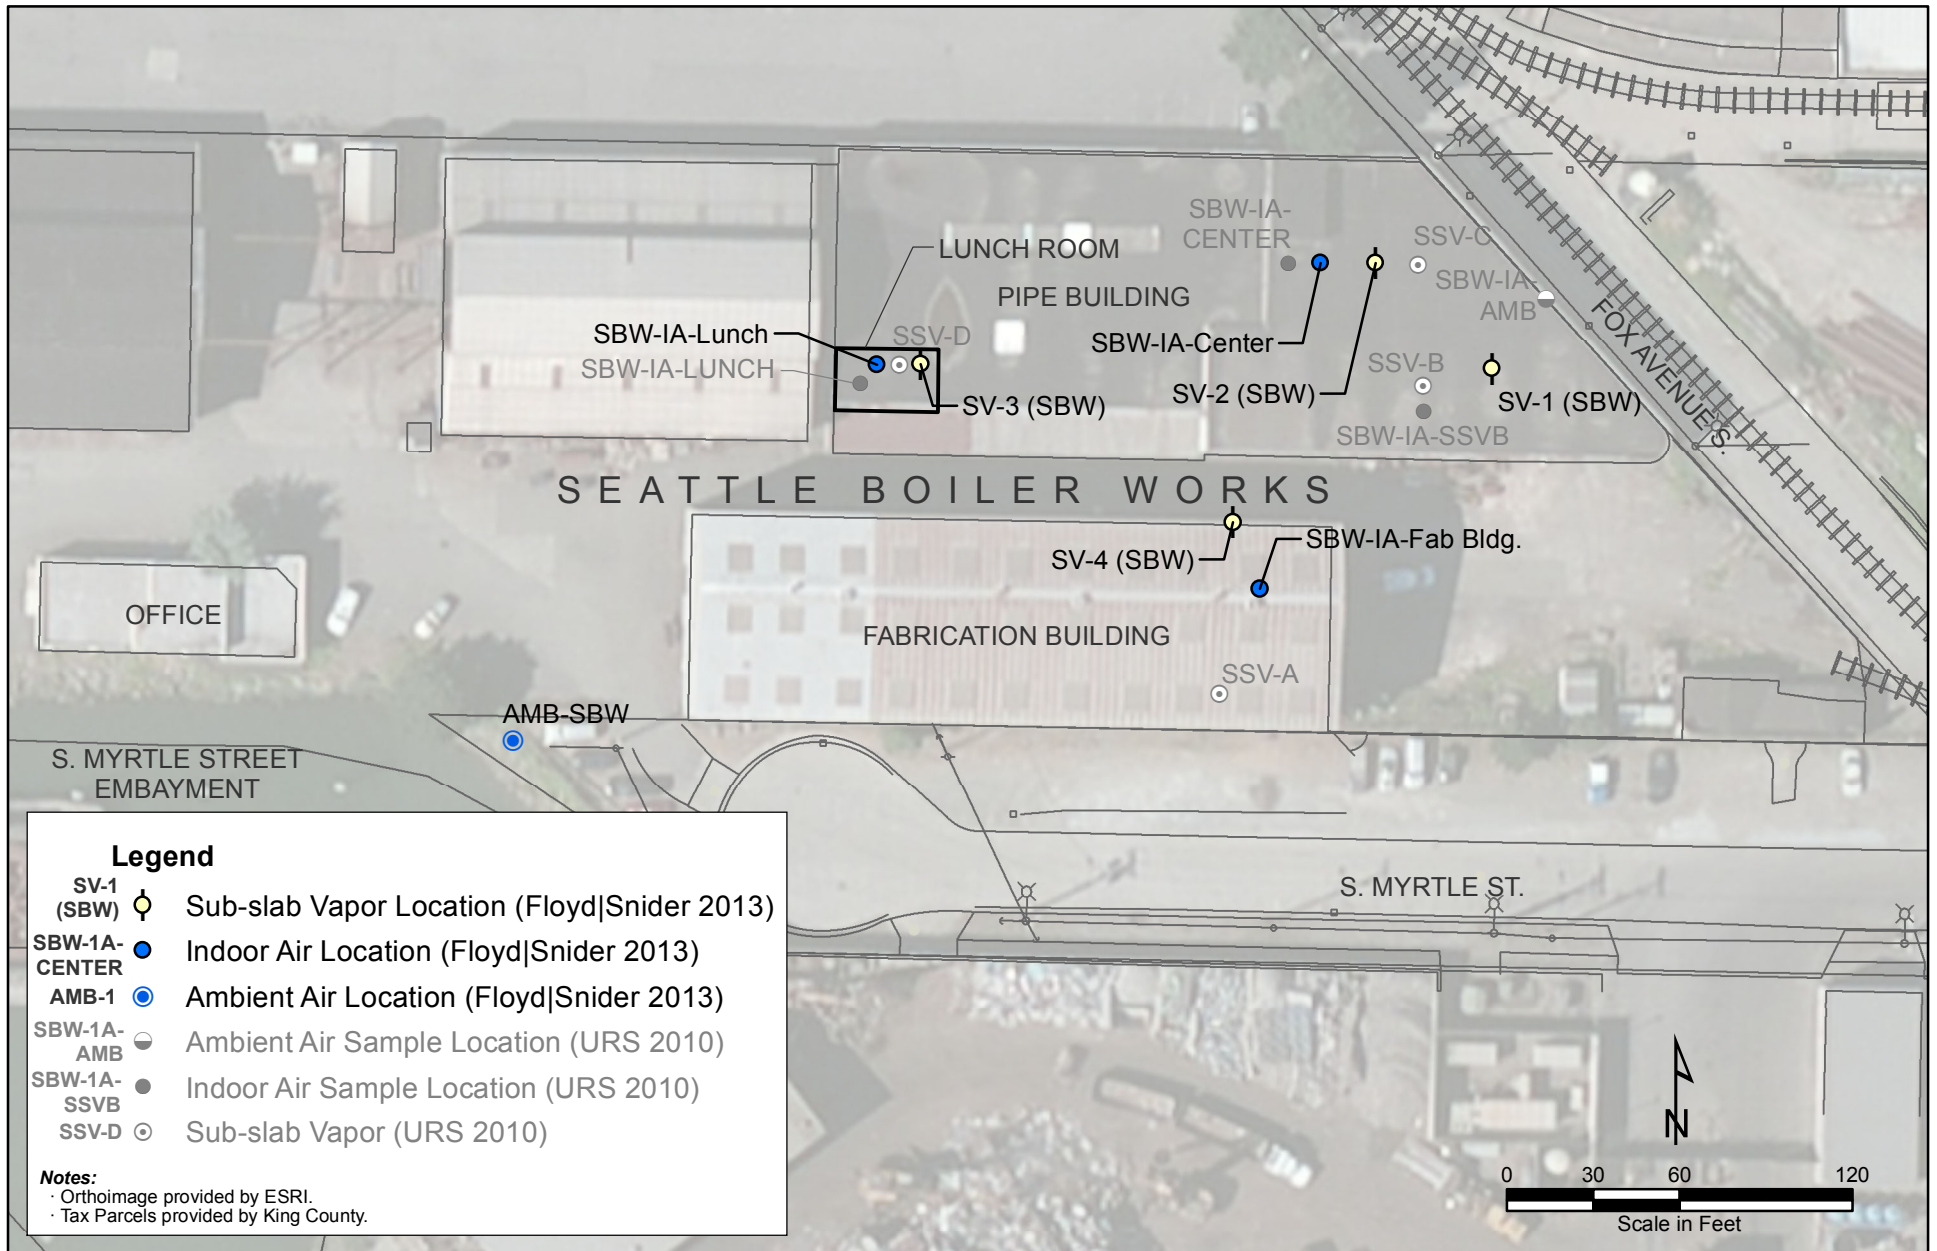 SBW-IA-
CENTER
SSV-C
LUNCH ROOM
PIPE BUILDING
SBW-IA-
AMB
FOX AVENUE S.
SBW-IA-Lunch
SSV-D
SBW-IA-Center
SBW-IA-LUNCH
SSV-B
SV-2 (SBW)
SV-3 (SBW)
SV-1 (SBW)
SBW-IA-SSVB
SEATTLE BOILER WORKS
SBW-IA-Fab Bldg.
SV-4 (SBW)
OFFICE
FABRICATION BUILDING
SSV-A
AMB-SBW
S. MYRTLE STREET
EMBAYMENT
S. MYRTLE ST.
Legend
SV-1
(SBW)
Sub-slab Vapor Location (Floyd|Snider 2013)
SBW-1A-
CENTER
Indoor Air Location (Floyd|Snider 2013)
AMB-1
Ambient Air Location (Floyd|Snider 2013)
SBW-1A-
AMB
Ambient Air Sample Location (URS 2010)
SBW-1A-
SSVB
Indoor Air Sample Location (URS 2010)
SSV-D
Sub-slab Vapor (URS 2010)
Notes:
· Orthoimage provided by ESRI.
· Tax Parcels provided by King County.
N
0 30 60 120
Scale in Feet